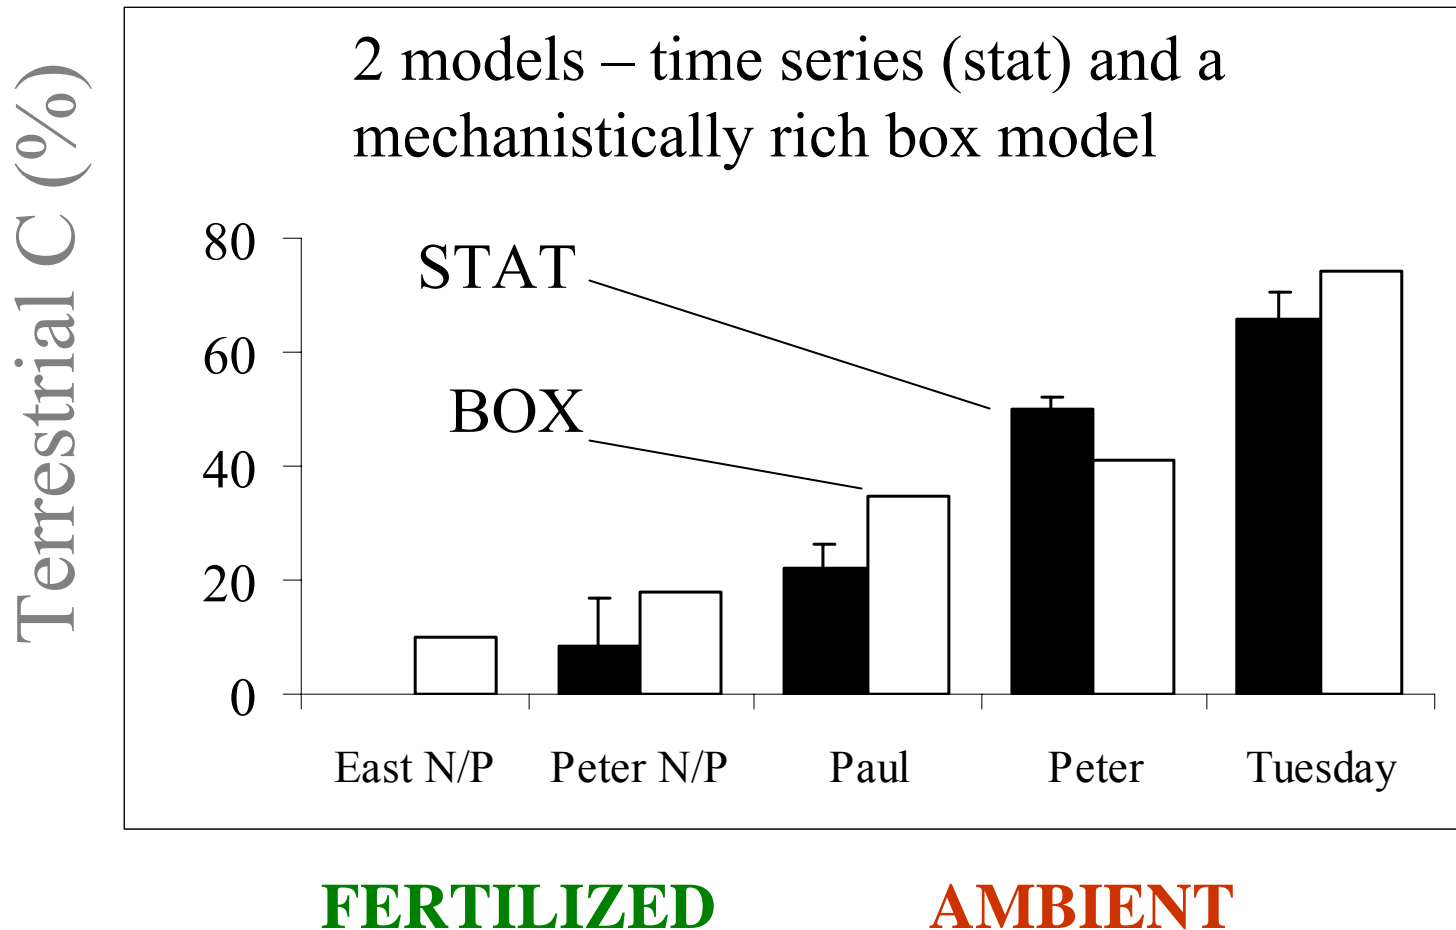 2 models – time series (stat) and a
mechanistically rich box model
Terrestrial C (%)
80
60
40
20
0
STAT
BOX
East N/P
Peter N/P
Paul
Peter
Tuesday
FERTILIZED
AMBIENT